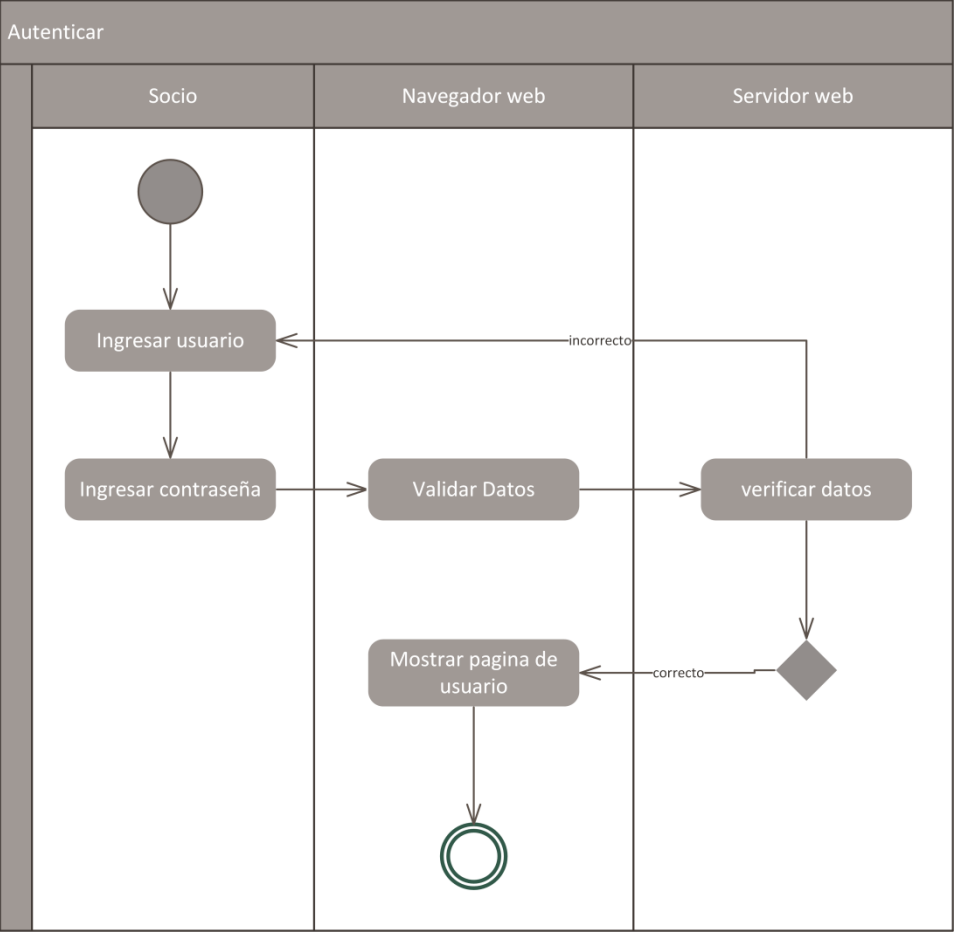 Autenticar
Socio
Navegador web
Servidor web
Ingresar usuario
incorrecto
Ingresar contraseña
Validar Datos
verificar datos
Mostrar pagina de
usuario
correcto